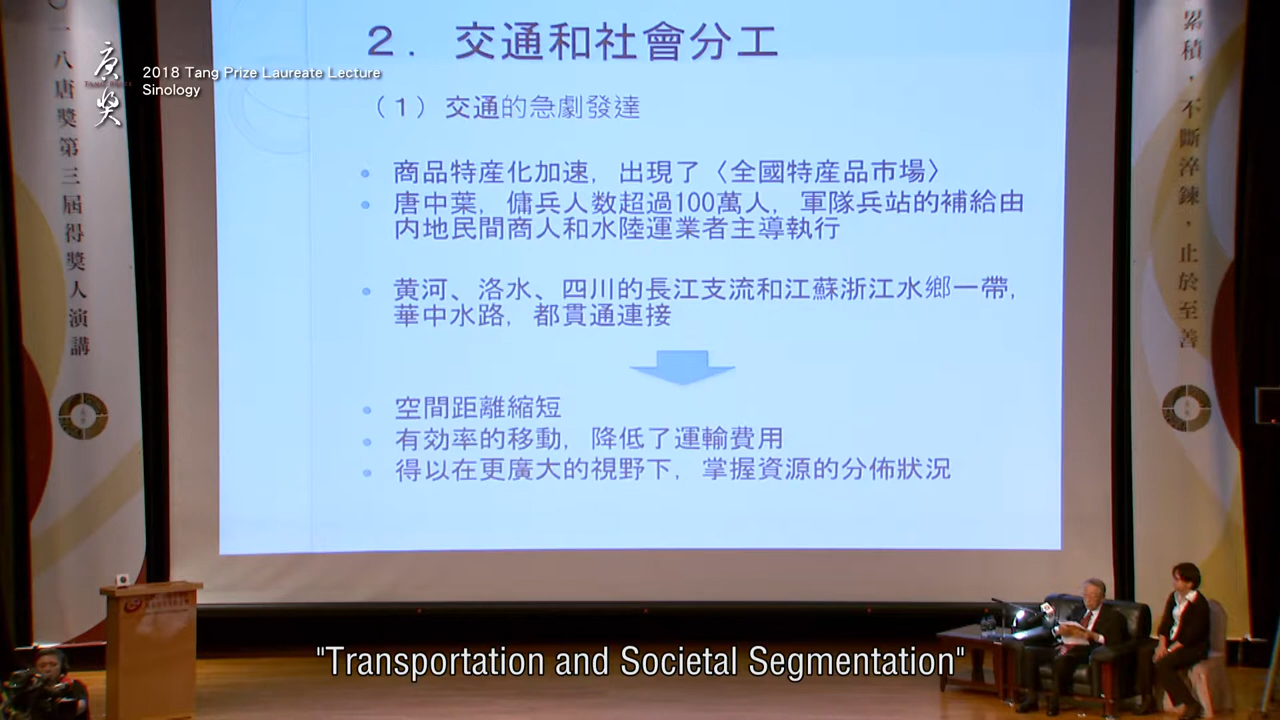 2. 交通和社會分工
（1）交通的急劇發達
商品特産化加速，出現了〈全國特産品市場〉
唐中葉，傭兵人数超過100萬人，軍隊兵站的補給由
内地民間商人和水陸運業者主導執行
黄河、洛水、四川的長江支流和江蘇浙江水鄉一帶，
華中水路，都貫通連接
空間距離縮短
有効率的移動，降低了運輸費用
得以在更廣大的視野下，掌握資源的分佈狀況
唐獎
2018 Tang Prize Laureate Lecture
Sinology
一八唐獎第三屆得獎人演講
累積，不斷淬鍊，止於至善
"Transportation and Societal Segmentation"